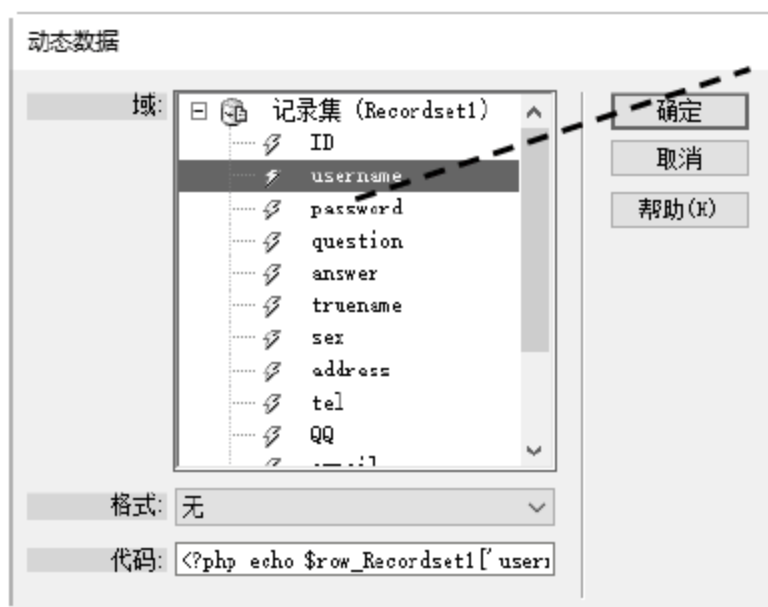 动态数据
域:
记录集 (Recordset1)
ID
username
password
question
answer
truename
sex
address
tel
QQ
确定
取消
帮助(H)
格式: 无
代码: <?php echo $row_Recordset1['user